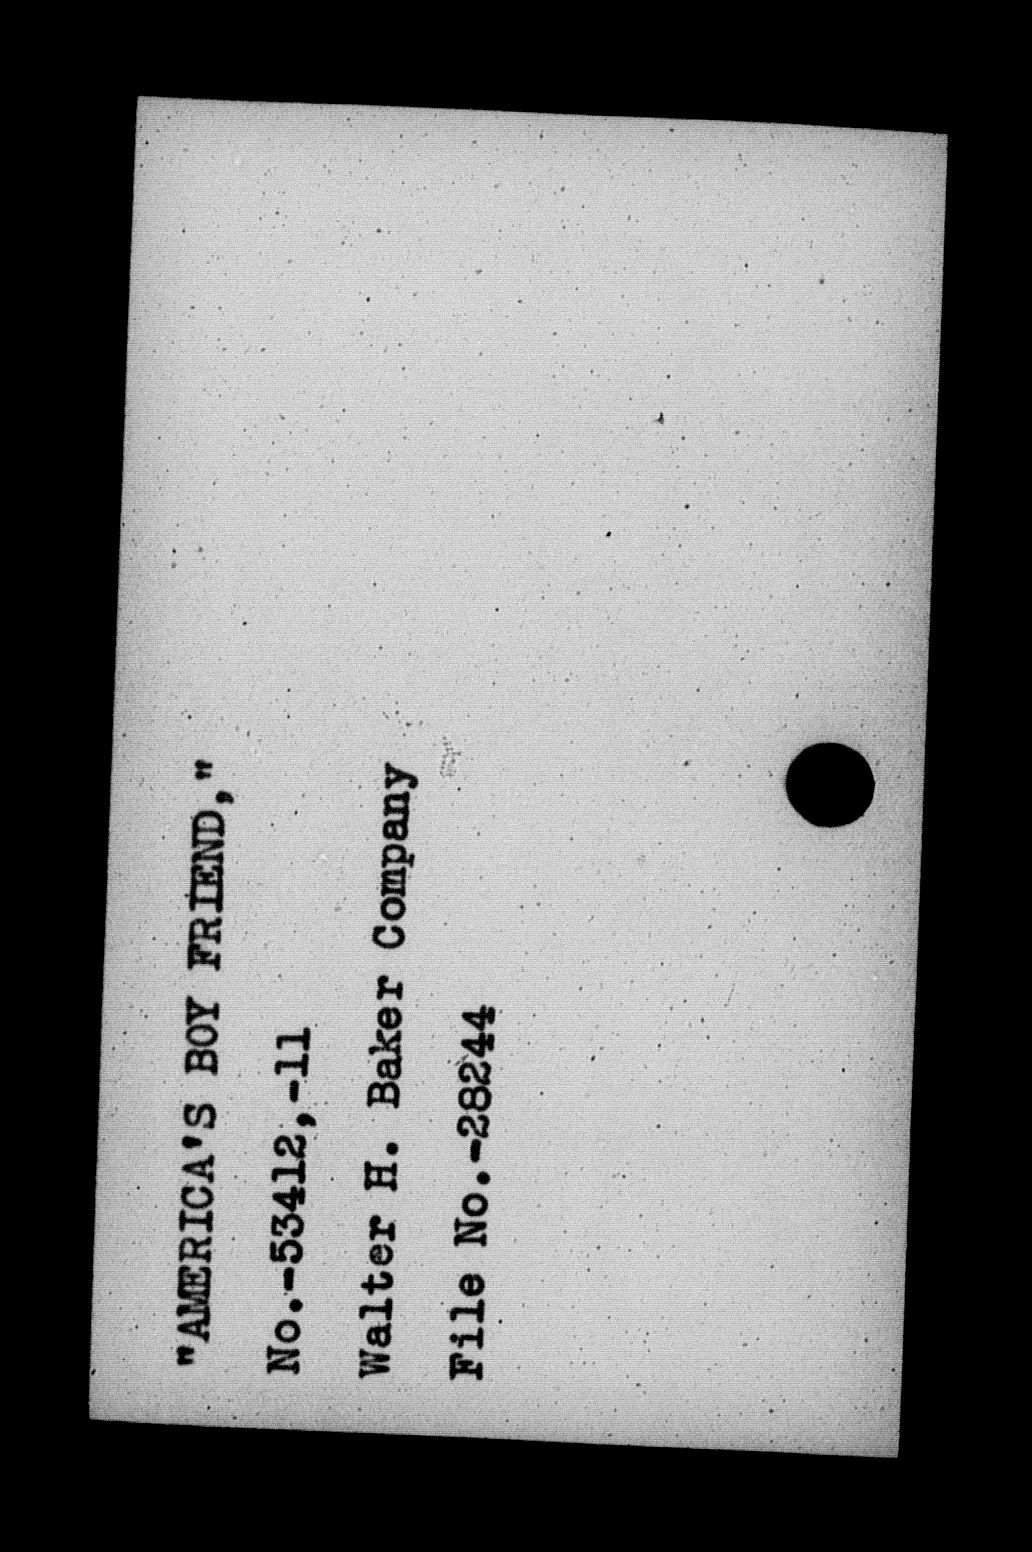 "AMERICA'S BOY FRIEND,"
No.-53412,-11
Walter H. Baker Company
File No.-28244